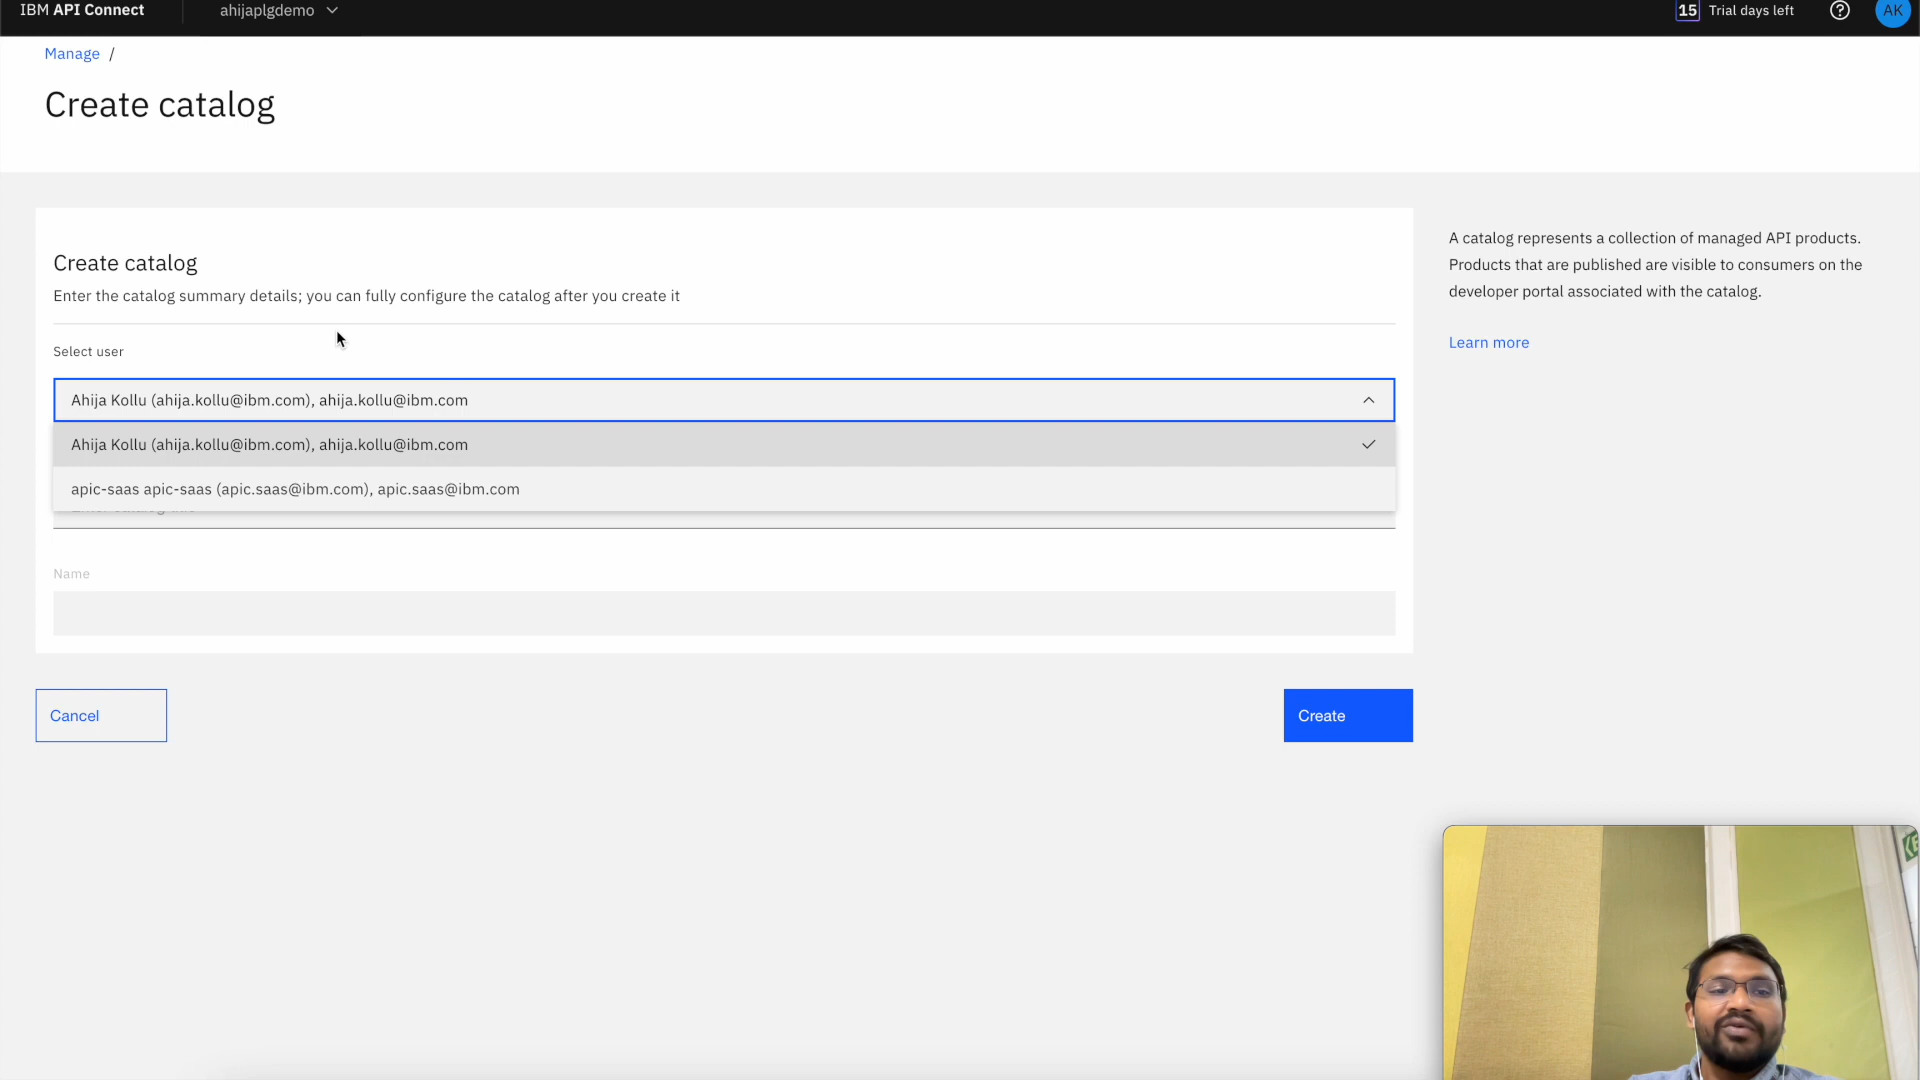 IBM API Connect
ahijaplgdemo
15 Trial days left
AK
Manage /
Create catalog
Create catalog
Enter the catalog summary details; you can fully configure the catalog after you create it
Select user
Ahija Kollu (ahija.kollu@ibm.com), ahija.kollu@ibm.com
Ahija Kollu (ahija.kollu@ibm.com), ahija.kollu@ibm.com
apic-saas apic-saas (apic.saas@ibm.com), apic.saas@ibm.com
Name
Cancel
Create
A catalog represents a collection of managed API products.
Products that are published are visible to consumers on the
developer portal associated with the catalog.
Learn more